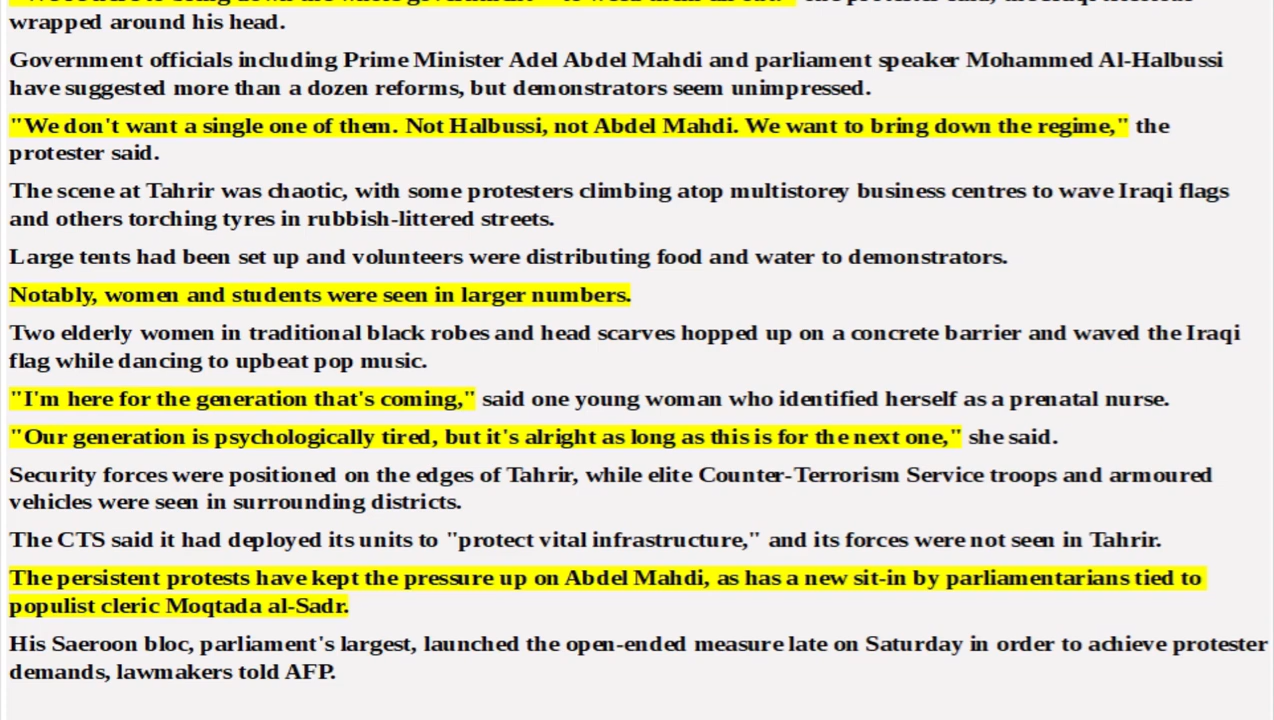 wrapped around his head.
Government officials including Prime Minister Adel Abdel Mahdi and parliament speaker Mohammed Al-Halbussi
have suggested more than a dozen reforms, but demonstrators seem unimpressed.
"We don't want a single one of them. Not Halbussi, not Abdel Mahdi. We want to bring down the regime," the
protester said.
The scene at Tahrir was chaotic, with some protesters climbing atop multistorey business centres to wave Iraqi flags
and others torching tyres in rubbish-littered streets.
Large tents had been set up and volunteers were distributing food and water to demonstrators.
Notably, women and students were seen in larger numbers.
Two elderly women in traditional black robes and head scarves hopped up on a concrete barrier and waved the Iraqi
flag while dancing to upbeat pop music.
"I'm here for the generation that's coming," said one young woman who identified herself as a prenatal nurse.
"Our generation is psychologically tired, but it's alright as long as this is for the next one," she said.
Security forces were positioned on the edges of Tahrir, while elite Counter-Terrorism Service troops and armoured
vehicles were seen in surrounding districts.
The CTS said it had deployed its units to "protect vital infrastructure," and its forces were not seen in Tahrir.
The persistent protests have kept the pressure up on Abdel Mahdi, as has a new sit-in by parliamentarians tied to
populist cleric Moqtada al-Sadr.
His Saeroon bloc, parliament's largest, launched the open-ended measure late on Saturday in order to achieve protester
demands, lawmakers told AFP.